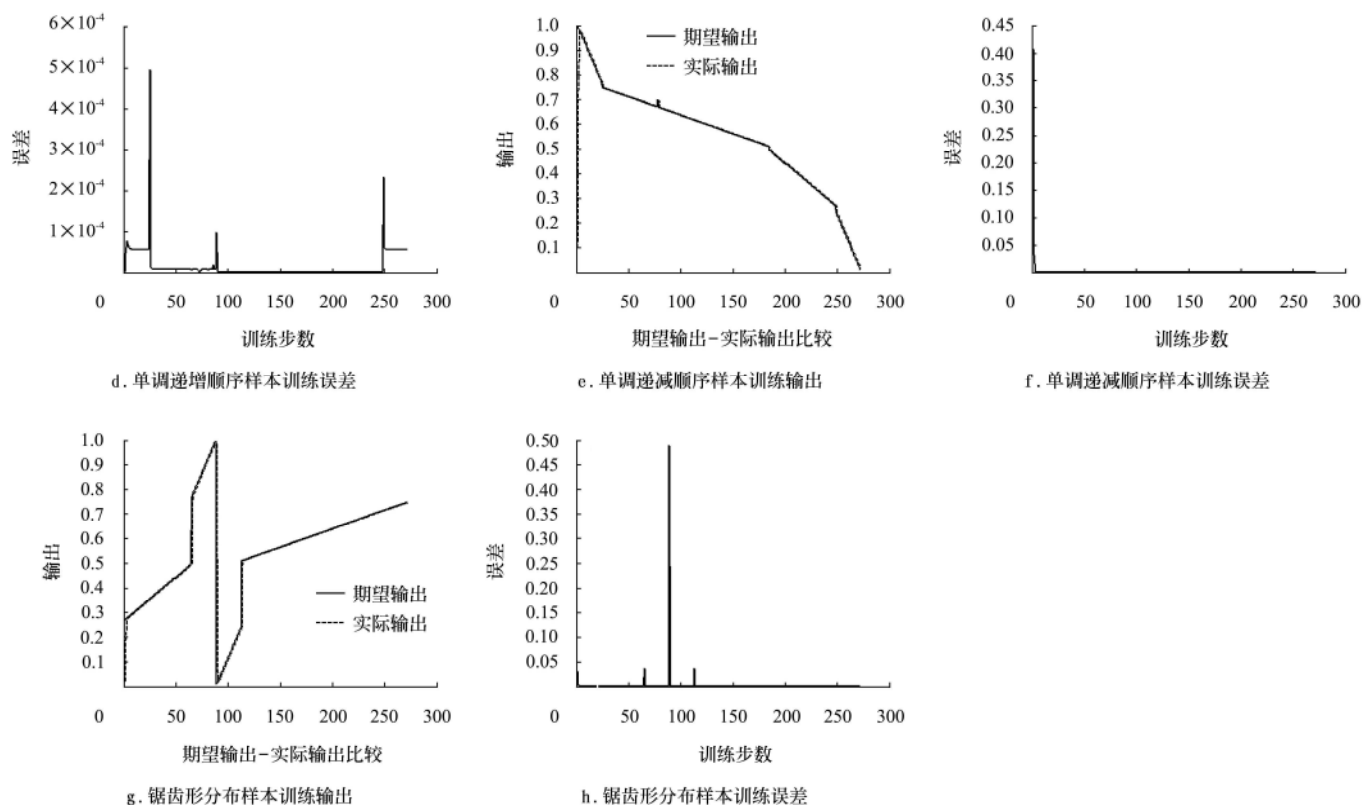 6×10⁻⁴
5×10⁻⁴
4×10⁻⁴
3×10⁻⁴
2×10⁻⁴
1×10⁻⁴
误差
0 50 100 150 200 250 300
训练步数
d.单调递增顺序样本训练误差
1.0
0.9
0.8
0.7
0.6
0.5
0.4
0.3
0.2
0.1
输出
期望输出
实际输出
0 50 100 150 200 250 300
期望输出-实际输出比较
e.单调递减顺序样本训练输出
0.45
0.40
0.35
0.30
0.25
0.20
0.15
0.10
0.05
误差
0 50 100 150 200 250 300
训练步数
f.单调递减顺序样本训练误差
1.0
0.9
0.8
0.7
0.6
0.5
0.4
0.3
0.2
0.1
输出
期望输出
实际输出
0 50 100 150 200 250 300
期望输出-实际输出比较
g.锯齿形分布样本训练输出
0.50
0.45
0.40
0.35
0.30
0.25
0.20
0.15
0.10
0.05
误差
0 50 100 150 200 250 300
训练步数
h.锯齿形分布样本训练误差